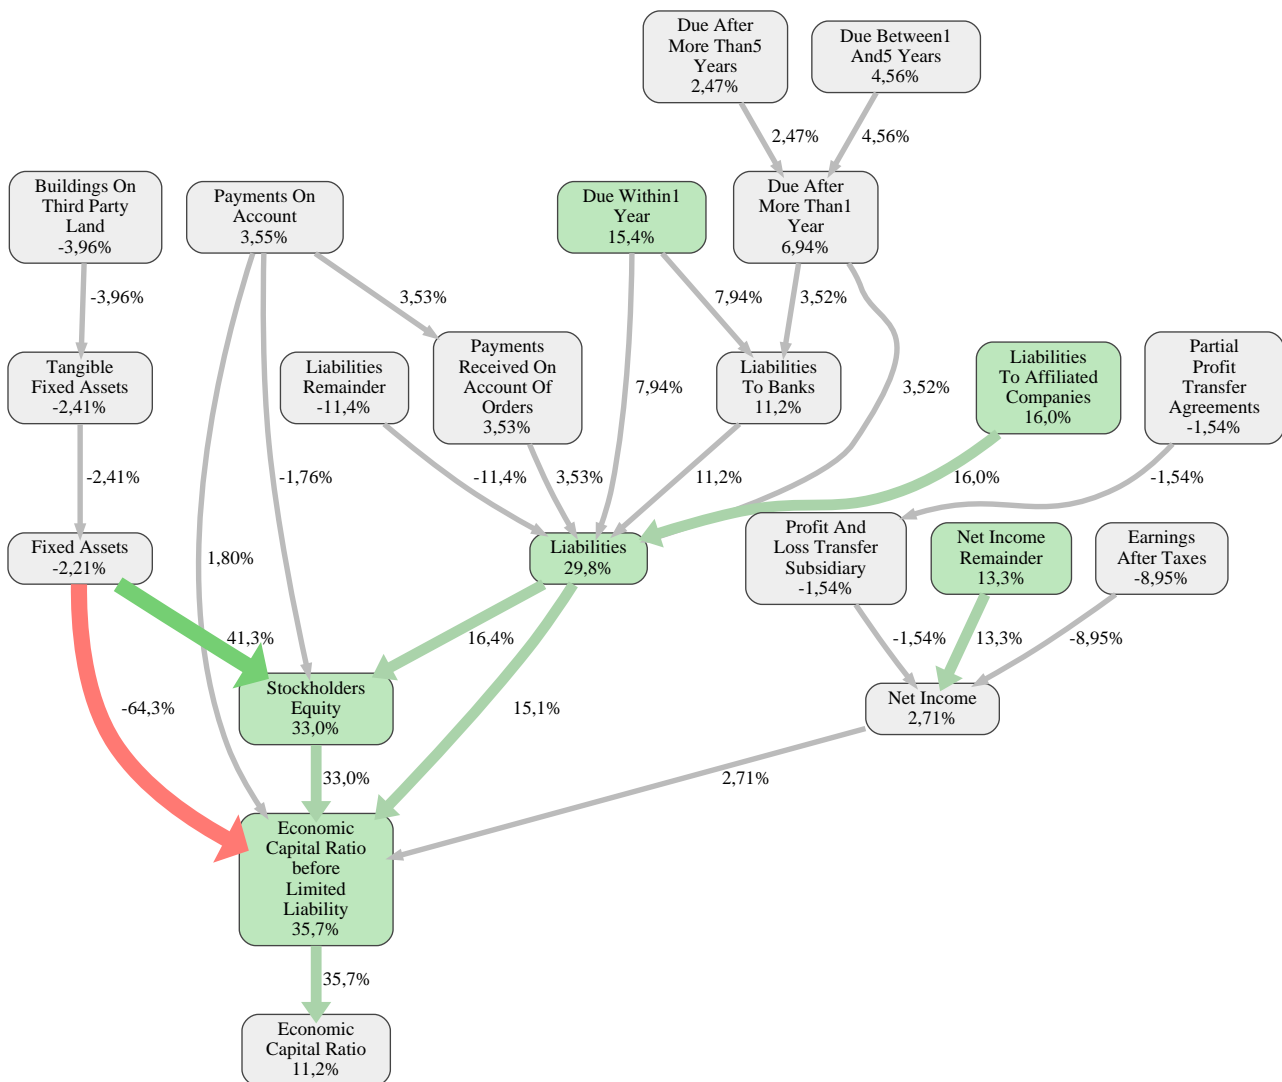 Due After
More Than5
Years
2,47%
Due Between1
And5 Years
4,56%
2,47%
4,56%
Buildings On
Third Party
Land
-3,96%
Payments On
Account
3,55%
Due Within1
Year
15,4%
Due After
More Than1
Year
6,94%
-3,96%
3,53%
7,94%
3,52%
Tangible
Fixed Assets
-2,41%
Liabilities
Remainder
-11,4%
Payments
Received On
Account Of
Orders
3,53%
Liabilities
To Banks
11,2%
Liabilities
To Affiliated
Companies
16,0%
Partial
Profit
Transfer
Agreements
-1,54%
7,94%
3,52%
-2,41%
-1,76%
-11,4%
3,53%
11,2%
16,0%
-1,54%
Fixed Assets
-2,21%
1,80%
Liabilities
29,8%
Profit And
Loss Transfer
Subsidiary
-1,54%
Net Income
Remainder
13,3%
Earnings
After Taxes
-8,95%
41,3%
16,4%
-1,54%
13,3%
-8,95%
-64,3%
Stockholders
Equity
33,0%
15,1%
Net Income
2,71%
33,0%
2,71%
Economic
Capital Ratio
before
Limited
Liability
35,7%
35,7%
Economic
Capital Ratio
11,2%